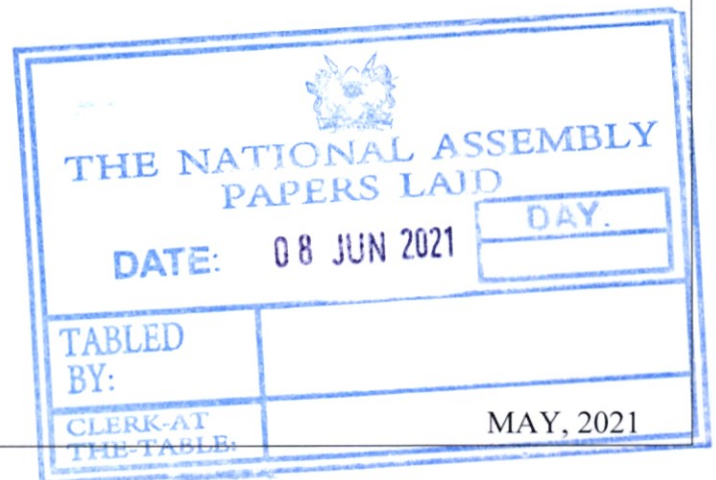 THE NATIONAL ASSEMBLY
PAPERS LAID
DATE: 08 JUN 2021
DAY.
TABLED
BY:
CLERK-AT
THE-TABLE:
MAY, 2021